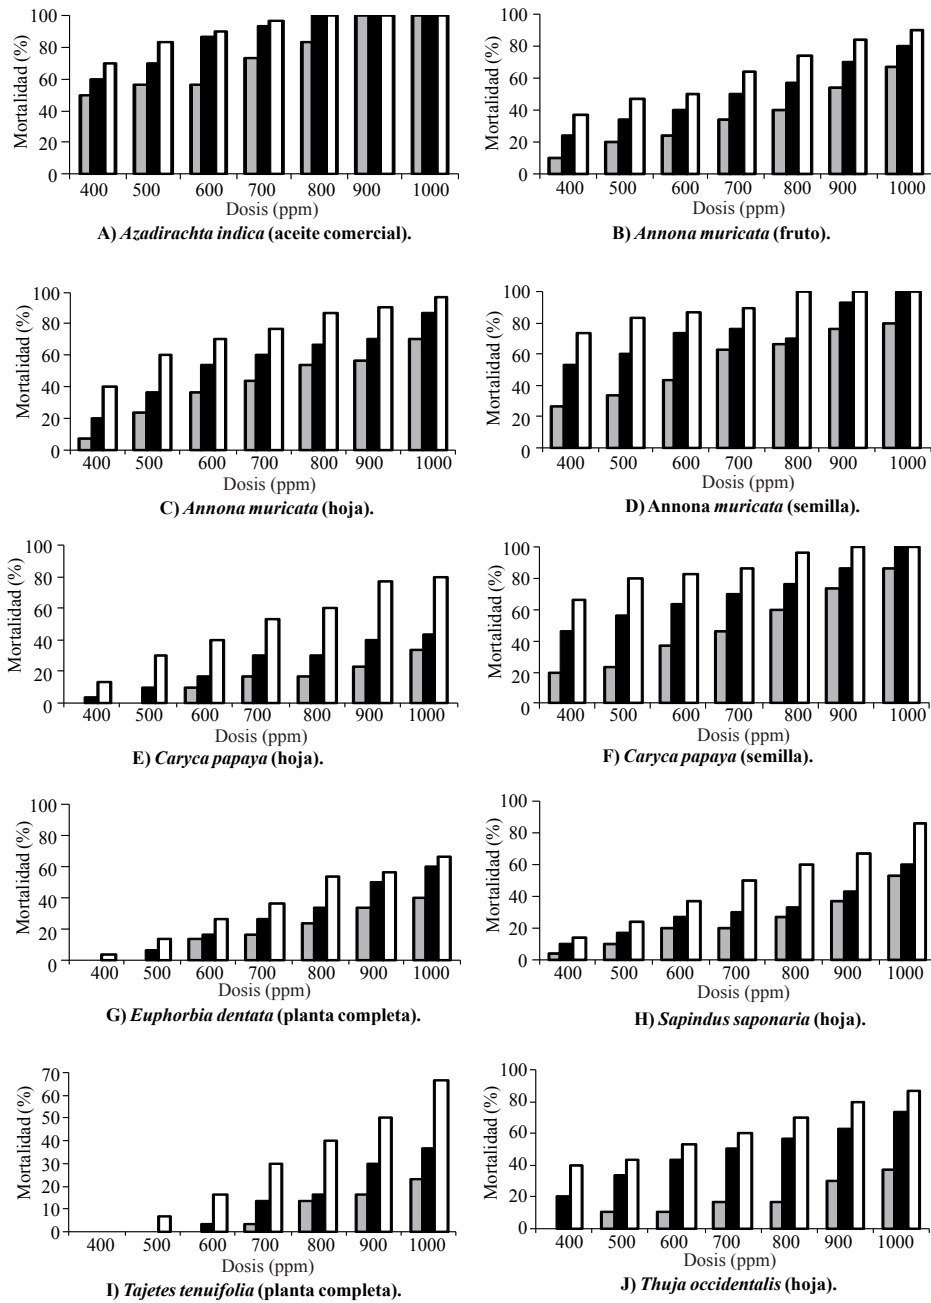 Mortalidad (%)
100
80
60
40
20
0
400 500 600 700 800 900 1000
Dosis (ppm)
A) Azadirachta indica (aceite comercial).
Mortalidad (%)
100
80
60
40
20
0
400 500 600 700 800 900 1000
Dosis (ppm)
B) Annona muricata (fruto).
Mortalidad (%)
100
80
60
40
20
0
400 500 600 700 800 900 1000
Dosis (ppm)
C) Annona muricata (hoja).
Mortalidad (%)
100
80
60
40
20
0
400 500 600 700 800 900 1000
Dosis (ppm)
D) Annona muricata (semilla).
Mortalidad (%)
100
80
60
40
20
0
400 500 600 700 800 900 1000
Dosis (ppm)
E) Caryca papaya (hoja).
Mortalidad (%)
100
80
60
40
20
0
400 500 600 700 800 900 1000
Dosis (ppm)
F) Caryca papaya (semilla).
Mortalidad (%)
100
80
60
40
20
0
400 500 600 700 800 900 1000
Dosis (ppm)
G) Euphorbia dentata (planta completa).
Mortalidad (%)
100
80
60
40
20
0
400 500 600 700 800 900 1000
Dosis (ppm)
H) Sapindus saponaria (hoja).
Mortalidad (%)
70
60
50
40
30
20
10
0
400 500 600 700 800 900 1000
Dosis (ppm)
I) Tajetes tenuifolia (planta completa).
Mortalidad (%)
100
80
60
40
20
0
400 500 600 700 800 900 1000
Dosis (ppm)
J) Thuja occidentalis (hoja).